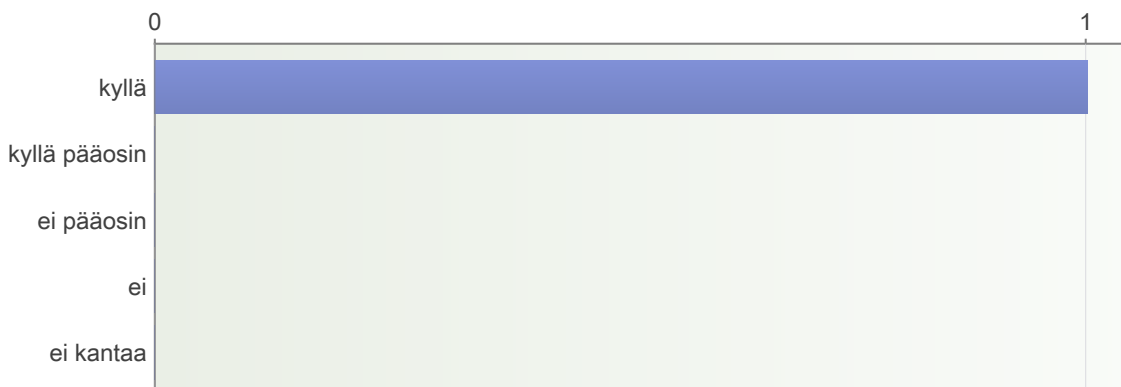 0 1
kyllä
kyllä pääosin
ei pääosin
ei
ei kantaa